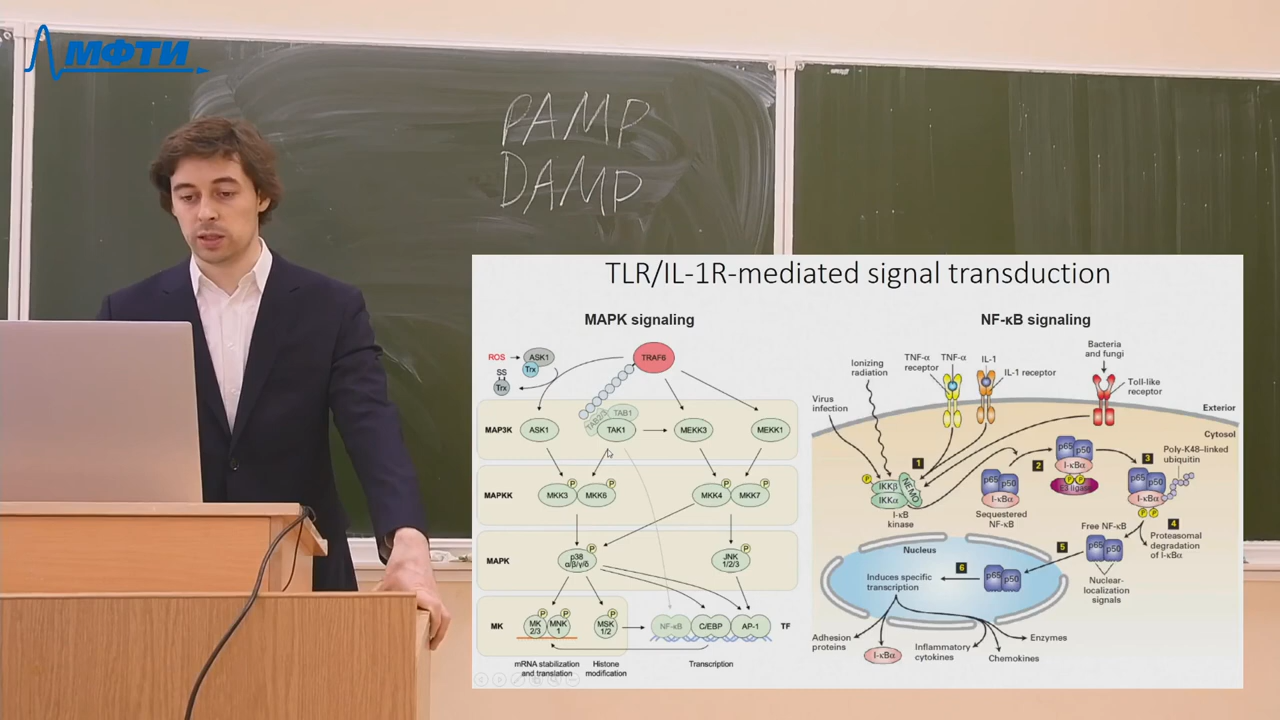 МФТИ
PAMP
DAMP
TLR/IL-1R-mediated signal transduction
MAPK signaling
ROS
ASK1
Trx
SS
Trx
TRAF6
TAB2/3
TAB1
MAP3K
ASK1
TAK1
MEKK3
MEKK1
MAPKK
MKK3
P
MKK6
P
MKK4
P
MKK7
P
MAPK
p38
α/β/γ/δ
P
JNK
1/2/3
P
MK
MK
2/3
P
MNK
1
P
MSK
1/2
P
NF-κB
C/EBP
AP-1
TF
mRNA stabilization
and translation
Histone
modification
Transcription
NF-κB signaling
Virus
infection
Ionizing
radiation
TNF-α
receptor
TNF-α
IL-1
IL-1 receptor
Bacteria
and fungi
Toll-like
receptor
Exterior
Cytosol
1
P
IKKβ
IKKα
NEMO
I-κB
kinase
p65
p50
I-κBα
Sequestered
NF-κB
2
p65
p50
I-κBα
P
P
3
Poly-K48–linked
ubiquitin
p65
p50
I-κBα
P
P
4
Proteasomal
degradation
of I-κBα
Free NF-κB
p65
p50
Nuclear-
localization
signals
5
Nucleus
p65
p50
6
Induces specific
transcription
Adhesion
proteins
I-κBα
Inflammatory
cytokines
Chemokines
Enzymes